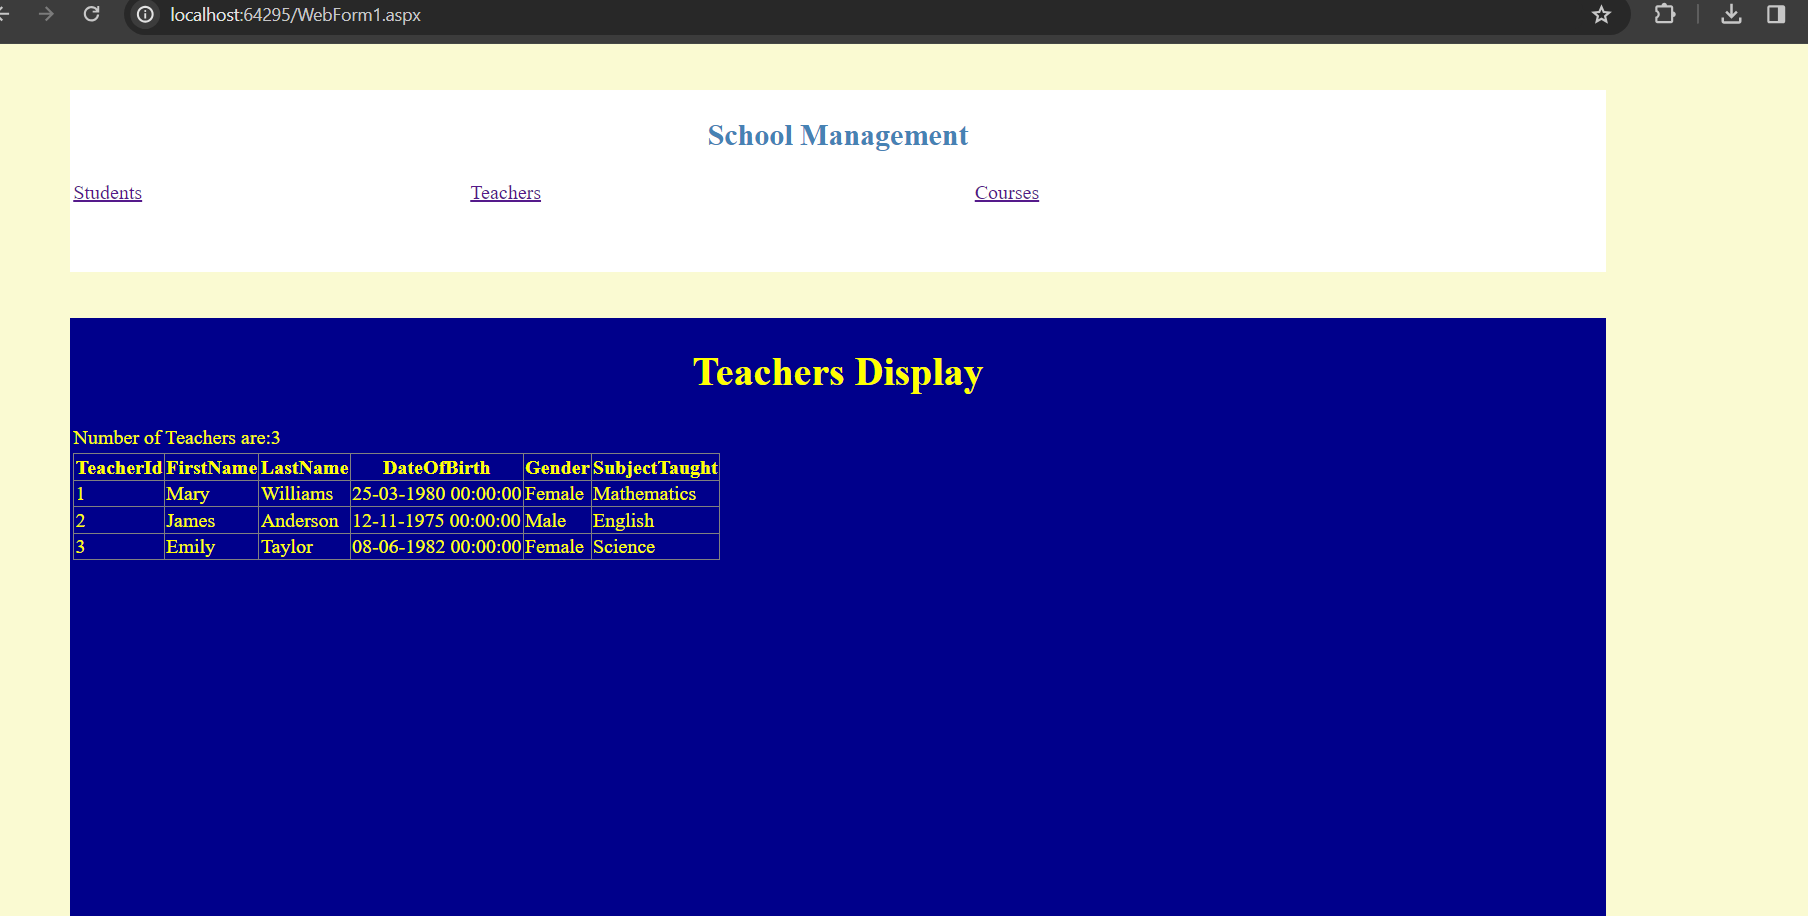 localhost:64295/WebForm1.aspx
School Management
Students Teachers Courses
Teachers Display
Number of Teachers are:3
TeacherId FirstName LastName DateOfBirth Gender SubjectTaught
1 Mary Williams 25-03-1980 00:00:00 Female Mathematics
2 James Anderson 12-11-1975 00:00:00 Male English
3 Emily Taylor 08-06-1982 00:00:00 Female Science